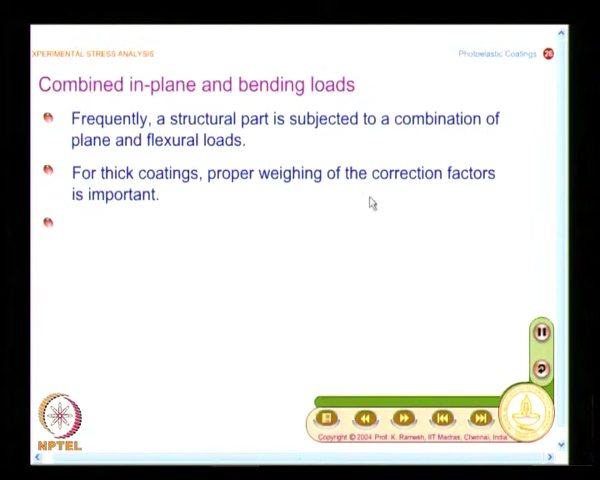 XPERIMENTAL STRESS ANALYSIS
Photoelastic Coatings 26
Combined in-plane and bending loads
Frequently, a structural part is subjected to a combination of
plane and flexural loads.
For thick coatings, proper weighing of the correction factors
is important.
NPTEL
Copyright © 2004 Prof. K. Ramesh, IIT Madras, Chennai, India